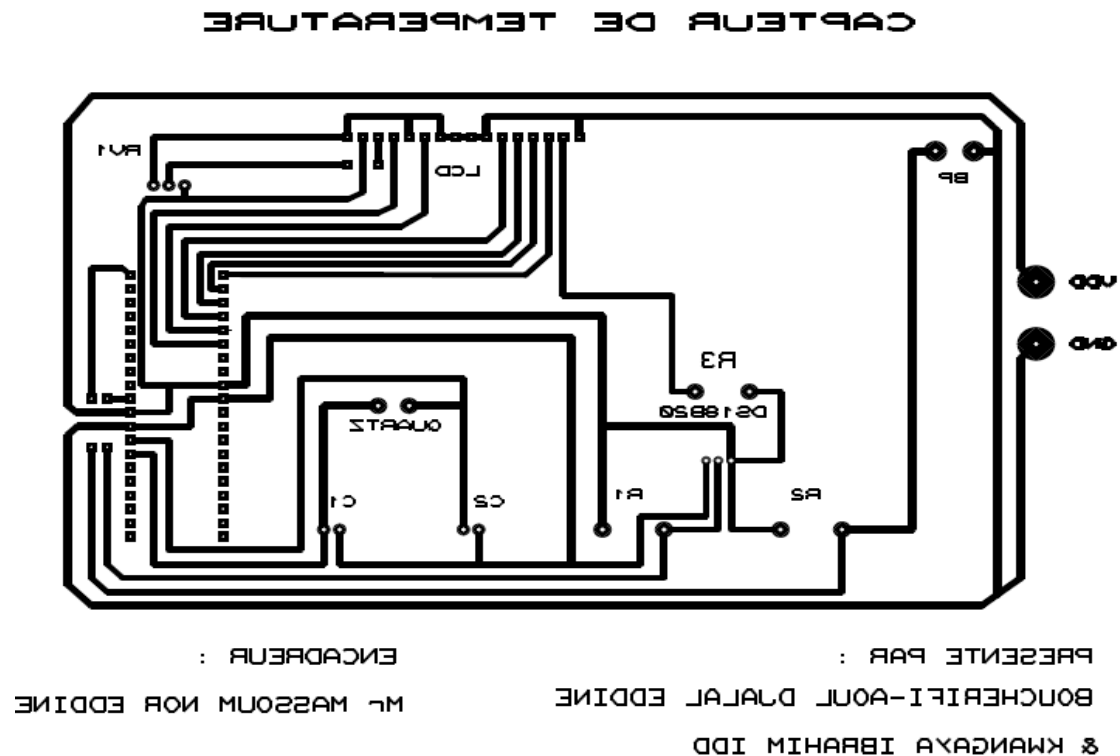 CAPTEUR DE TEMPERATURE
RV1
LCD
BP
VDD
GND
R3
DS18B20
QUARTZ
C1
C2
R1
R2
PRESENTE PAR :
BOUCHERIFI-AOUL DJALAL EDDINE
& KWANGAYA IBRAHIM IDD
ENCADREUR :
Mr MASSOUM NOR EDDINE